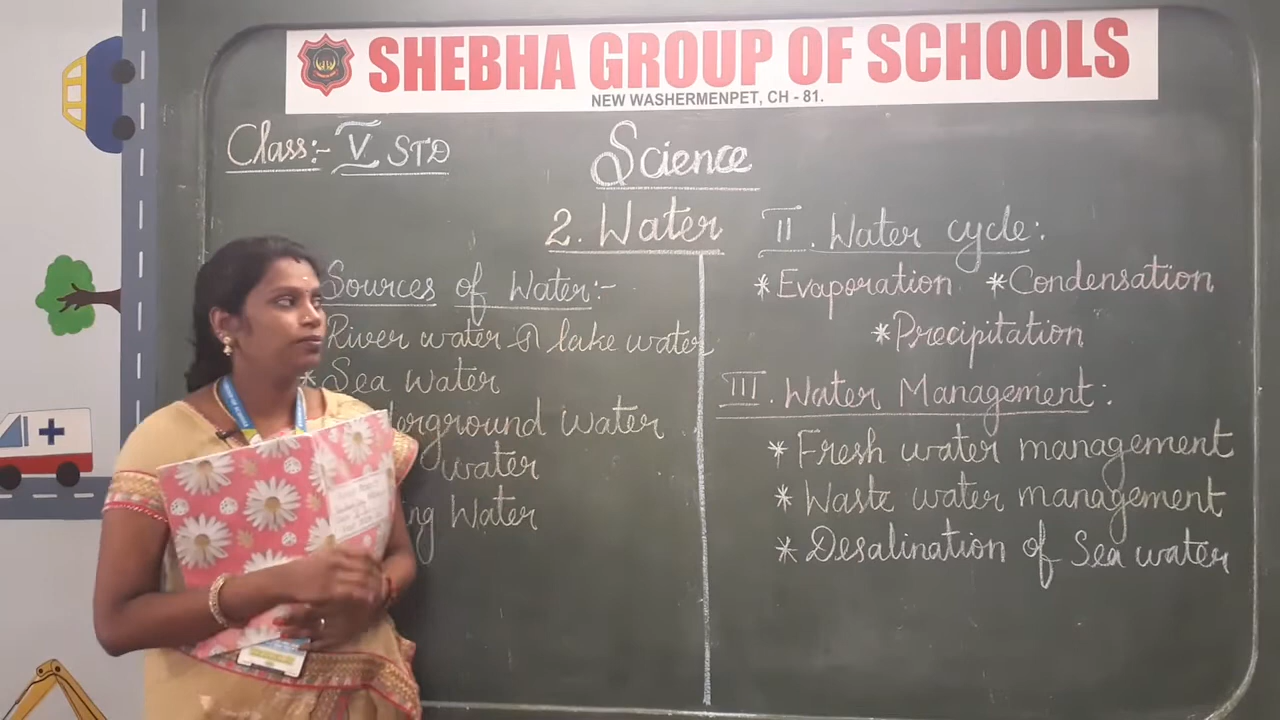 SHEBHA GROUP OF SCHOOLS
NEW WASHERMENPET, CH - 81.
Class:- V STD
Science
2. Water
Sources of Water:-
River water & lake water
* Sea Water
water
Water
II. Water cycle:
* Evaporation * Condensation
* Precipitation
III. Water Management:
* Fresh water management
* Waste water management
* Desalination of Sea water